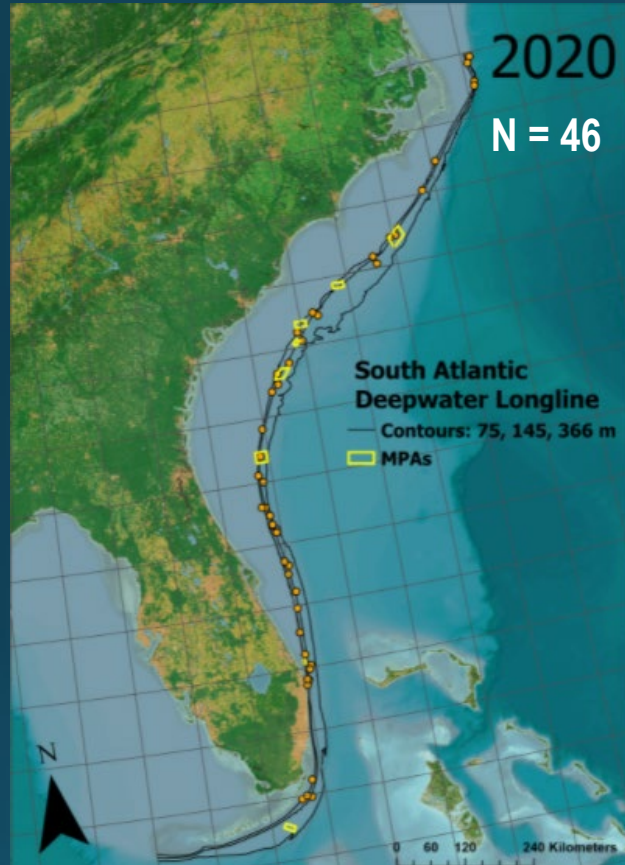 2020
N = 46
South Atlantic
Deepwater Longline
Contours: 75, 145, 366 m
MPAs
N
0 60 120 240 Kilometers